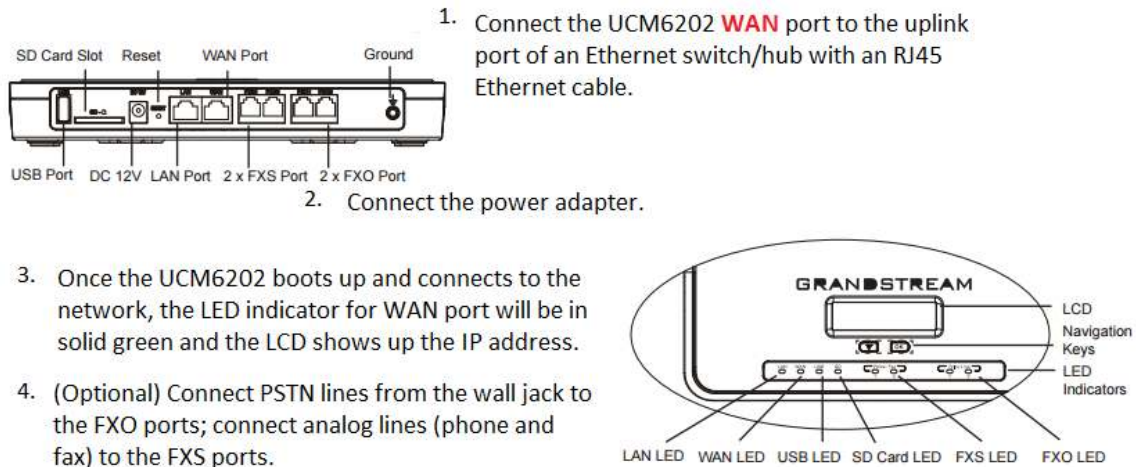 1. Connect the UCM6202 WAN port to the uplink
port of an Ethernet switch/hub with an RJ45
Ethernet cable.
SD Card Slot Reset WAN Port Ground
USB Port DC 12V LAN Port 2 x FXS Port 2 x FXO Port
2. Connect the power adapter.
3. Once the UCM6202 boots up and connects to the
network, the LED indicator for WAN port will be in
solid green and the LCD shows up the IP address.
4. (Optional) Connect PSTN lines from the wall jack to
the FXO ports; connect analog lines (phone and
fax) to the FXS ports.
GRANDSTREAM
LCD
Navigation
Keys
OK
LED
Indicators
LAN LED WAN LED USB LED SD Card LED FXS LED FXO LED